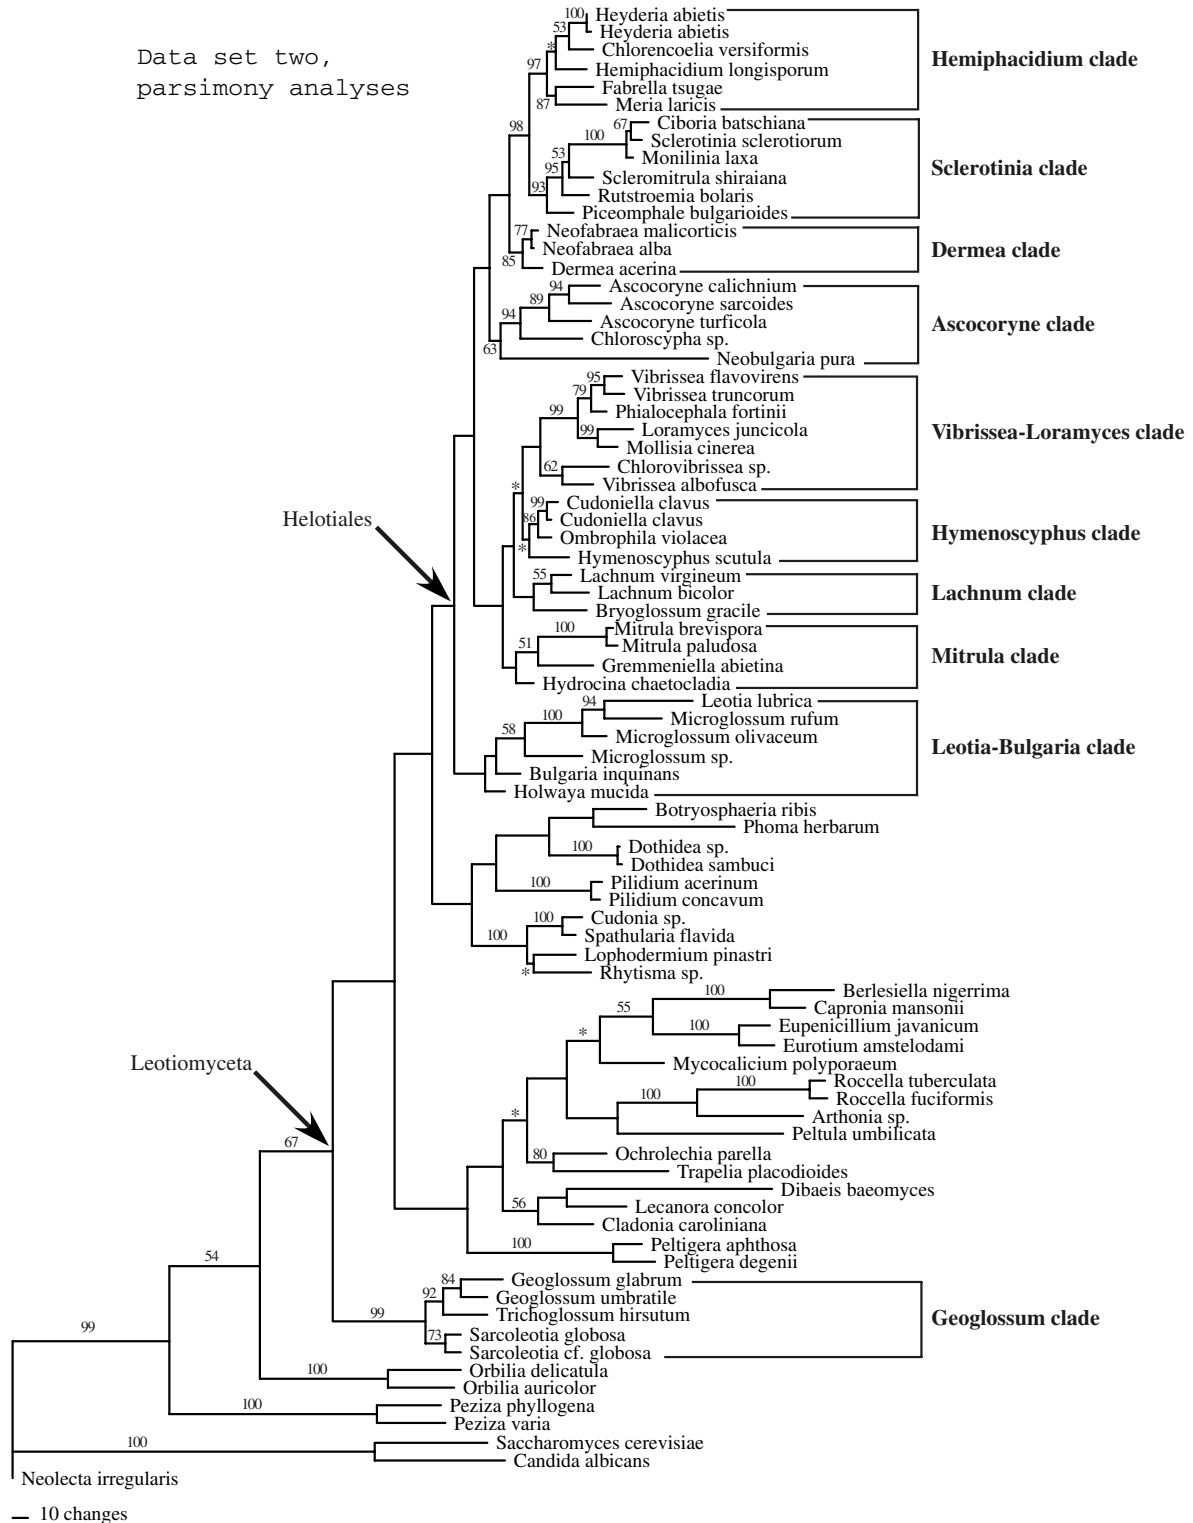 Data set two,
parsimony analyses
100
Heyderia abietis
53
Heyderia abietis
*
Chlorencoelia versiformis
97
Hemiphacidium longisporum
Fabrella tsugae
87
Meria laricis
Hemiphacidium clade
98
67
Ciboria batschiana
100
Sclerotinia sclerotiorum
Monilinia laxa
53
95
Scleromitrula shiraiana
93
Rutstroemia bolaris
Piceomphale bulgarioides
Sclerotinia clade
77
Neofabraea malicorticis
Neofabraea alba
85
Dermea acerina
Dermea clade
94
Ascocoryne calichnium
89
Ascocoryne sarcoides
94
Ascocoryne turficola
Chloroscypha sp.
63
Neobulgaria pura
Ascocoryne clade
95
Vibrissea flavovirens
79
Vibrissea truncorum
99
Phialocephala fortinii
99
Loramyces juncicola
Mollisia cinerea
62
Chlorovibrissea sp.
Vibrissea albofusca
Vibrissea-Loramyces clade
*
99
Cudoniella clavus
86
Cudoniella clavus
Ombrophila violacea
*
Hymenoscyphus scutula
Hymenoscyphus clade
Helotiales
55
Lachnum virgineum
Lachnum bicolor
Bryoglossum gracile
Lachnum clade
100
Mitrula brevispora
51
Mitrula paludosa
Gremmeniella abietina
Hydrocina chaetocladia
Mitrula clade
94
Leotia lubrica
100
Microglossum rufum
58
Microglossum olivaceum
Microglossum sp.
Bulgaria inquinans
Holwaya mucida
Leotia-Bulgaria clade
Botryosphaeria ribis
Phoma herbarum
100
Dothidea sp.
Dothidea sambuci
100
Pilidium acerinum
Pilidium concavum
100
Cudonia sp.
100
Spathularia flavida
Lophodermium pinastri
*
Rhytisma sp.
100
Berlesiella nigerrima
55
Capronia mansonii
100
Eupenicillium javanicum
*
Eurotium amstelodami
Mycocalicium polyporaeum
Leotiomyceta
100
Roccella tuberculata
100
Roccella fuciformis
*
Arthonia sp.
Peltula umbilicata
67
80
Ochrolechia parella
Trapelia placodioides
Dibaeis baeomyces
56
Lecanora concolor
Cladonia caroliniana
100
Peltigera aphthosa
54
Peltigera degenii
84
Geoglossum glabrum
92
Geoglossum umbratile
99
Trichoglossum hirsutum
73
Sarcoleotia globosa
Sarcoleotia cf. globosa
Geoglossum clade
99
100
Orbilia delicatula
Orbilia auricolor
100
Peziza phyllogena
Peziza varia
100
Saccharomyces cerevisiae
Candida albicans
Neolecta irregularis
10 changes